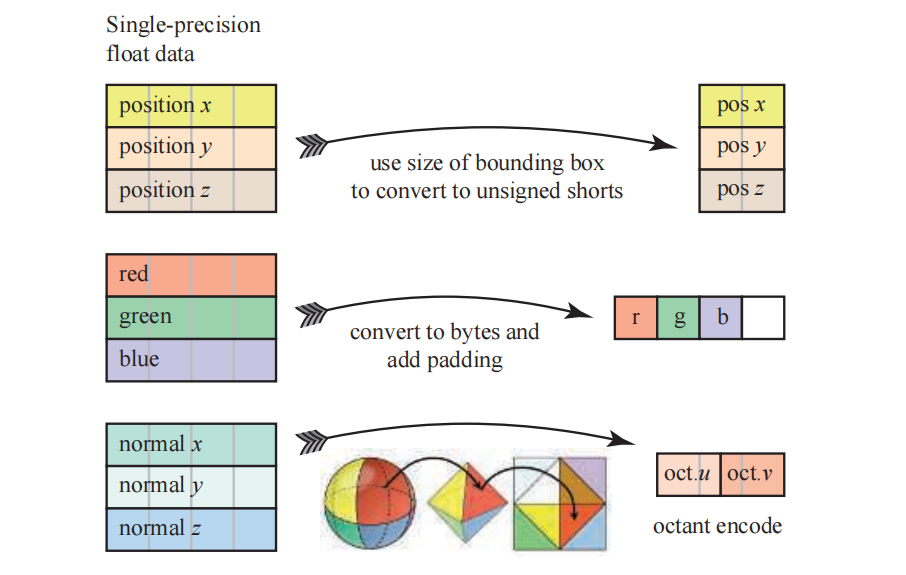 Single-precision
float data
position x
position y
position z
use size of bounding box
to convert to unsigned shorts
pos x
pos y
pos z
red
green
blue
convert to bytes and
add padding
r g b
normal x
normal y
normal z
oct.u oct.v
octant encode